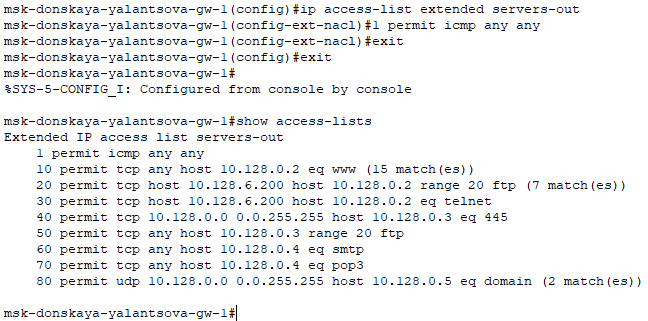 msk-donskaya-yalantsova-gw-1(config)#ip access-list extended servers-out
msk-donskaya-yalantsova-gw-1(config-ext-nacl)#1 permit icmp any any
msk-donskaya-yalantsova-gw-1(config-ext-nacl)#exit
msk-donskaya-yalantsova-gw-1(config)#exit
msk-donskaya-yalantsova-gw-1#
%SYS-5-CONFIG_I: Configured from console by console

msk-donskaya-yalantsova-gw-1#show access-lists
Extended IP access list servers-out
    1 permit icmp any any
    10 permit tcp any host 10.128.0.2 eq www (15 match(es))
    20 permit tcp host 10.128.6.200 host 10.128.0.2 range 20 ftp (7 match(es))
    30 permit tcp host 10.128.6.200 host 10.128.0.2 eq telnet
    40 permit tcp 10.128.0.0 0.0.255.255 host 10.128.0.3 eq 445
    50 permit tcp any host 10.128.0.3 range 20 ftp
    60 permit tcp any host 10.128.0.4 eq smtp
    70 permit tcp any host 10.128.0.4 eq pop3
    80 permit udp 10.128.0.0 0.0.255.255 host 10.128.0.5 eq domain (2 match(es))

msk-donskaya-yalantsova-gw-1#